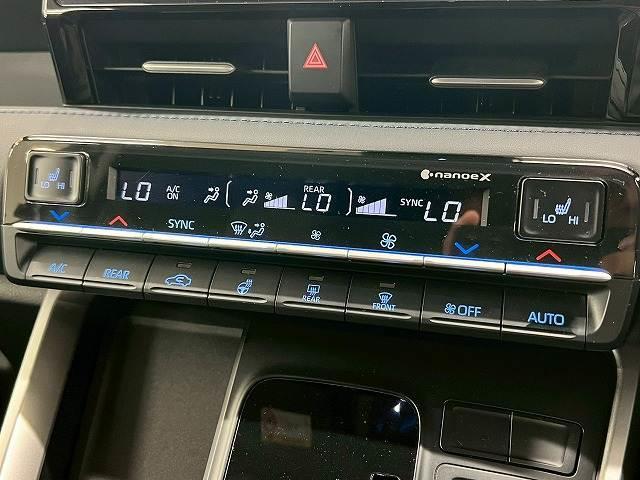 nanoeX
LO HI
LO A/C ON REAR LO SYNC LO
LO HI
SYNC
A/C REAR REAR FRONT OFF AUTO